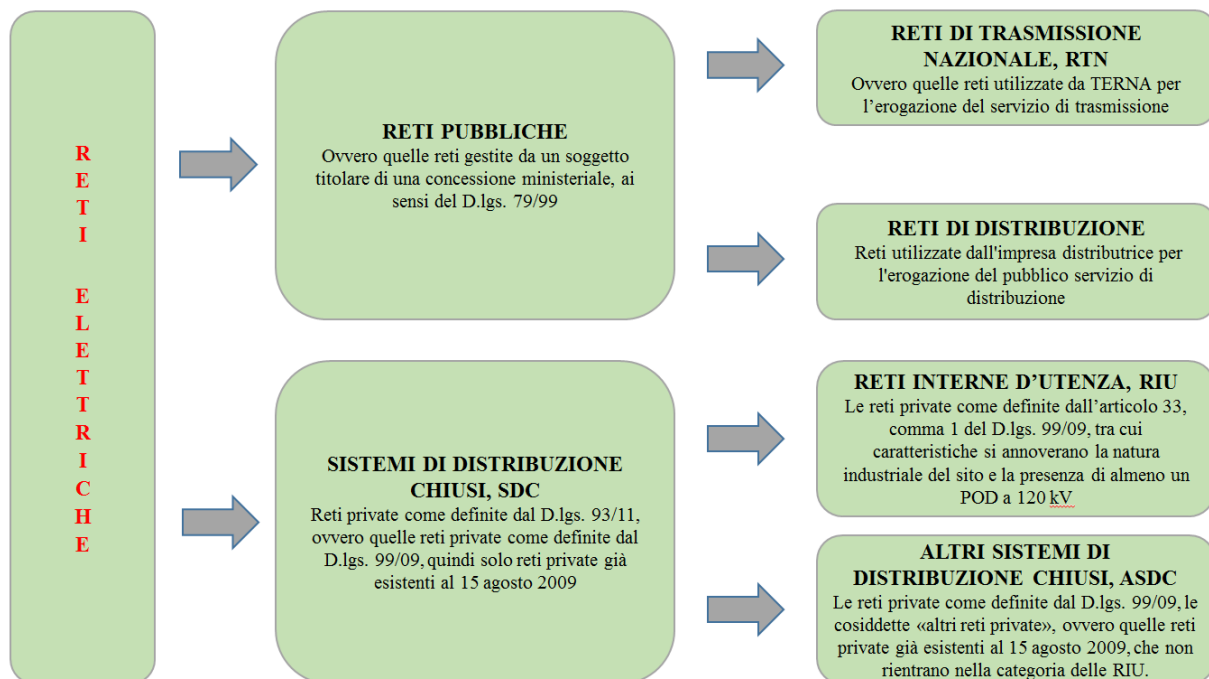 RETI ELETTRICHE
RETI PUBBLICHE
Ovvero quelle reti gestite da un soggetto
titolare di una concessione ministeriale, ai
sensi del D.lgs. 79/99
RETI DI TRASMISSIONE
NAZIONALE, RTN
Ovvero quelle reti utilizzate da TERNA per
l’erogazione del servizio di trasmissione
RETI DI DISTRIBUZIONE
Reti utilizzate dall'impresa distributrice per
l'erogazione del pubblico servizio di
distribuzione
SISTEMI DI DISTRIBUZIONE
CHIUSI, SDC
Reti private come definite dal D.lgs. 93/11,
ovvero quelle reti private come definite dal
D.lgs. 99/09, quindi solo reti private già
esistenti al 15 agosto 2009
RETI INTERNE D’UTENZA, RIU
Le reti private come definite dall’articolo 33,
comma 1 del D.lgs. 99/09, tra cui
caratteristiche si annoverano la natura
industriale del sito e la presenza di almeno un
POD a 120 kV
ALTRI SISTEMI DI
DISTRIBUZIONE CHIUSI, ASDC
Le reti private come definite dal D.lgs. 99/09, le
cosiddette «altri reti private», ovvero quelle reti
private già esistenti al 15 agosto 2009, che non
rientrano nella categoria delle RIU.